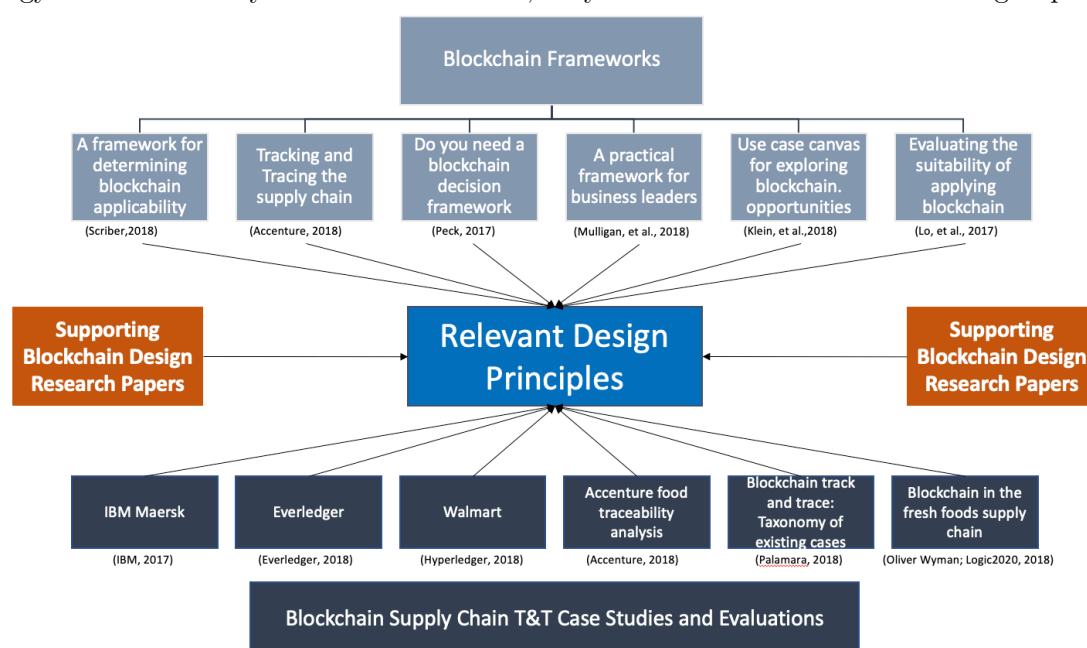 Blockchain Frameworks
A framework for
determining
blockchain
applicability
(Scriber,2018)
Tracking and
Tracing the
supply chain
(Accenture, 2018)
Do you need a
blockchain
decision
framework
(Peck, 2017)
A practical
framework for
business leaders
(Mulligan, et al., 2018)
Use case canvas
for exploring
blockchain.
opportunities
(Klein, et al.,2018)
Evaluating the
suitability of
applying
blockchain
(Lo, et al., 2017)
Supporting
Blockchain Design
Research Papers
Relevant Design
Principles
Supporting
Blockchain Design
Research Papers
IBM Maersk
(IBM, 2017)
Everledger
(Everledger, 2018)
Walmart
(Hyperledger, 2018)
Accenture food
traceability
analysis
(Accenture, 2018)
Blockchain track
and trace:
Taxonomy of
existing cases
(Palamara, 2018)
Blockchain in the
fresh foods supply
chain
(Oliver Wyman; Logic2020, 2018)
Blockchain Supply Chain T&T Case Studies and Evaluations